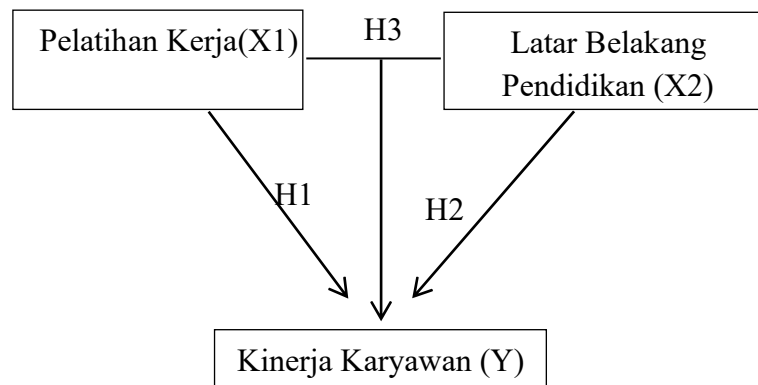 Pelatihan Kerja(X1)
H3
Latar Belakang
Pendidikan (X2)
H1
H2
Kinerja Karyawan (Y)